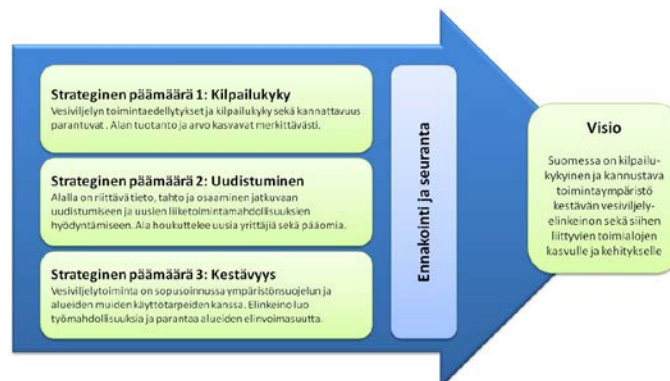 Strateginen päämäärä 1: Kilpailukyky
Vesiviljelyn toimintaedellytykset ja kilpailukyky sekä kannattavuus
parantuvat. Alan tuotanto ja arvo kasvavat merkittävästi.
Strateginen päämäärä 2: Uudistuminen
Alalla on riittävä tieto, tahto ja osaaminen jatkuvaan
uudistumiseen ja uusien liiketoimintamahdollisuuksien
hyödyntämiseen. Ala houkuttelee uusia yrittäjiä sekä pääomia.
Strateginen päämäärä 3: Kestävyys
Vesiviljelytoiminta on sopusoinnussa ympäristönsuojelun ja
alueiden muiden käyttötarpeiden kanssa. Elinkeino luo
työmahdollisuuksia ja parantaa alueiden elinvoimasuutta.
Ennakointi ja seuranta
Visio
Suomessa on kilpailu-
kykyinen ja kannustava
toimintaympäristö
kestävän vesiviljely-
elinkeinon sekä siihen
liittyvien toimialojen
kasvulle ja kehitykselle